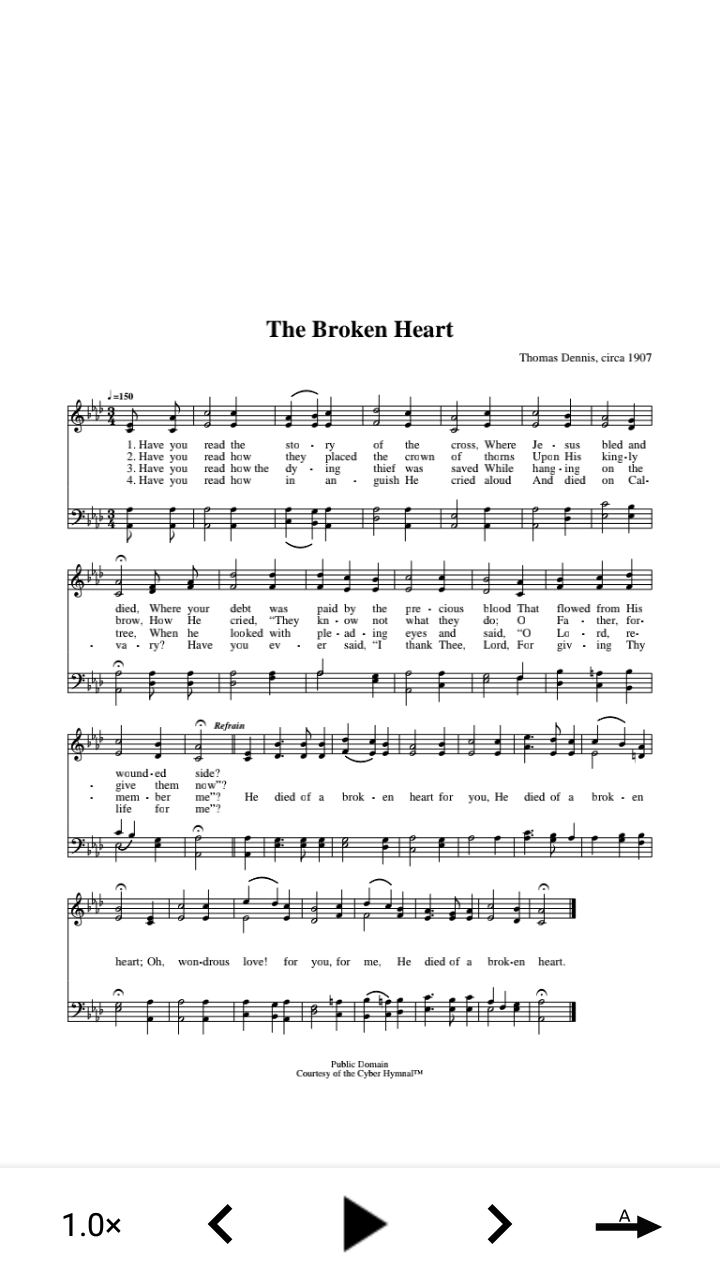 The Broken Heart
Thomas Dennis, circa 1907
♩=150
1. Have you read the sto - ry of the cross, Where Je - sus bled and
2. Have you read how they placed the crown of thorns Upon His king-ly
3. Have you read how the dy - ing thief was saved While hang - ing on the
4. Have you read how in an - guish He cried aloud And died on Cal-
died, Where your debt was paid by the pre - cious blood That flowed from His
brow, How He cried, “They kn - ow not what they do; O Fa - ther, for-
tree, When he looked with ple - ad - ing eyes and said, “O Lo - rd, re-
- va - ry? Have you ev - er said, “I thank Thee, Lord, For giv - ing Thy
Refrain
wound-ed side?
- give them now”?
- mem - ber me”? He died of a brok - en heart for you, He died of a brok - en
life for me”?
heart; Oh, won-drous love! for you, for me, He died of a brok-en heart.
Public Domain
Courtesy of the Cyber Hymnal™
1.0×
A